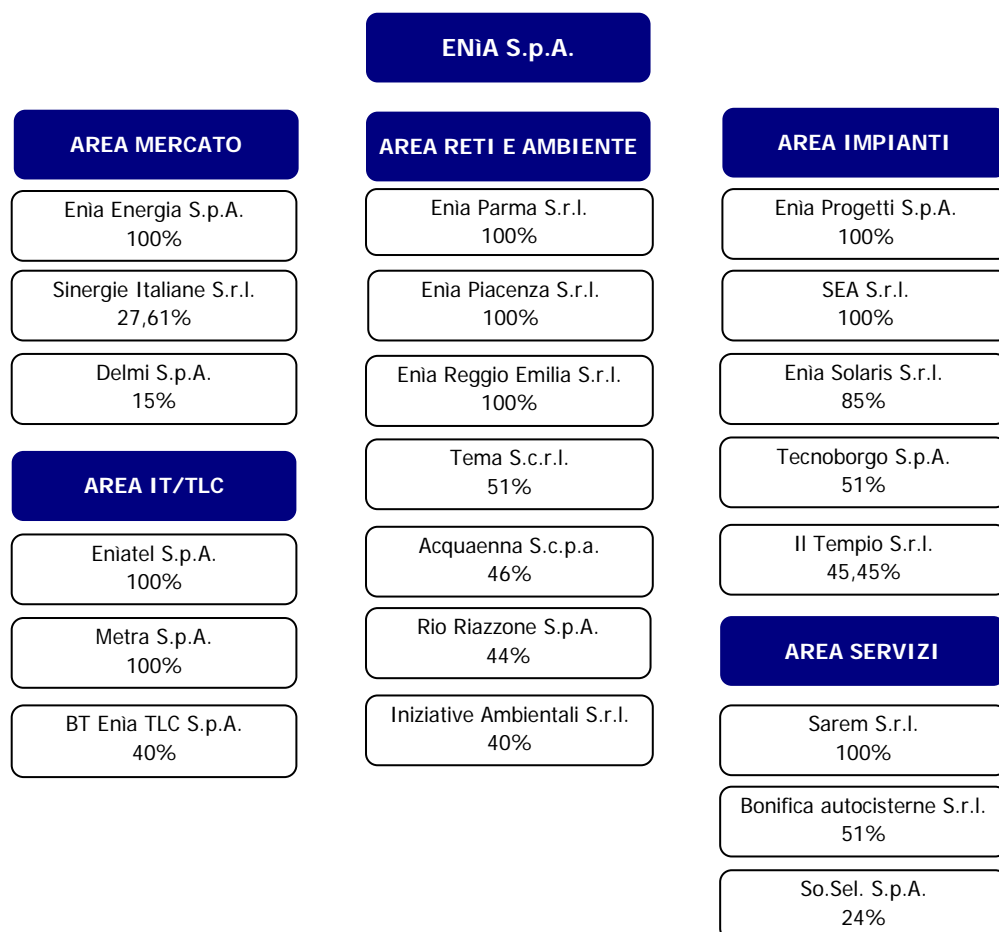 ENìA S.p.A.
AREA MERCATO
Enìa Energia S.p.A.
100%
Sinergie Italiane S.r.l.
27,61%
Delmi S.p.A.
15%
AREA IT/TLC
Enìatel S.p.A.
100%
Metra S.p.A.
100%
BT Enìa TLC S.p.A.
40%
AREA RETI E AMBIENTE
Enìa Parma S.r.l.
100%
Enìa Piacenza S.r.l.
100%
Enìa Reggio Emilia S.r.l.
100%
Tema S.c.r.l.
51%
Acquaenna S.c.p.a.
46%
Rio Riazzone S.p.A.
44%
Iniziative Ambientali S.r.l.
40%
AREA IMPIANTI
Enìa Progetti S.p.A.
100%
SEA S.r.l.
100%
Enìa Solaris S.r.l.
85%
Tecnoborgo S.p.A.
51%
Il Tempio S.r.l.
45,45%
AREA SERVIZI
Sarem S.r.l.
100%
Bonifica autocisterne S.r.l.
51%
So.Sel. S.p.A.
24%